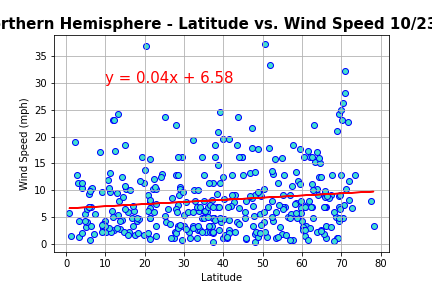 rthern Hemisphere - Latitude vs. Wind Speed 10/23
y = 0.04x + 6.58
Wind Speed (mph)
35
30
25
20
15
10
5
0
0 10 20 30 40 50 60 70 80
Latitude